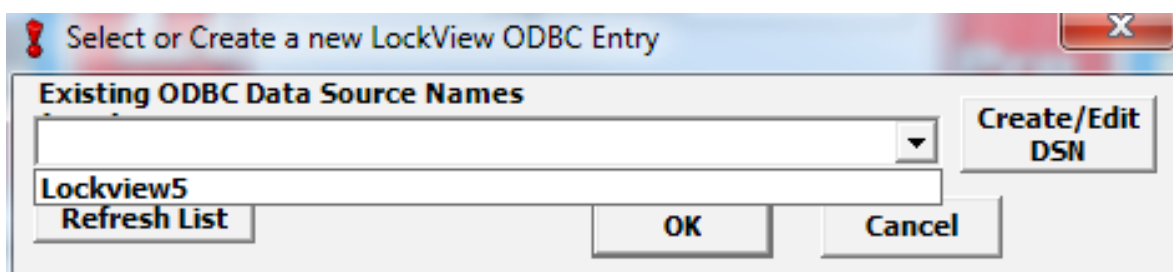 Select or Create a new LockView ODBC Entry
Existing ODBC Data Source Names
Create/Edit
DSN
Lockview5
Refresh List
OK
Cancel